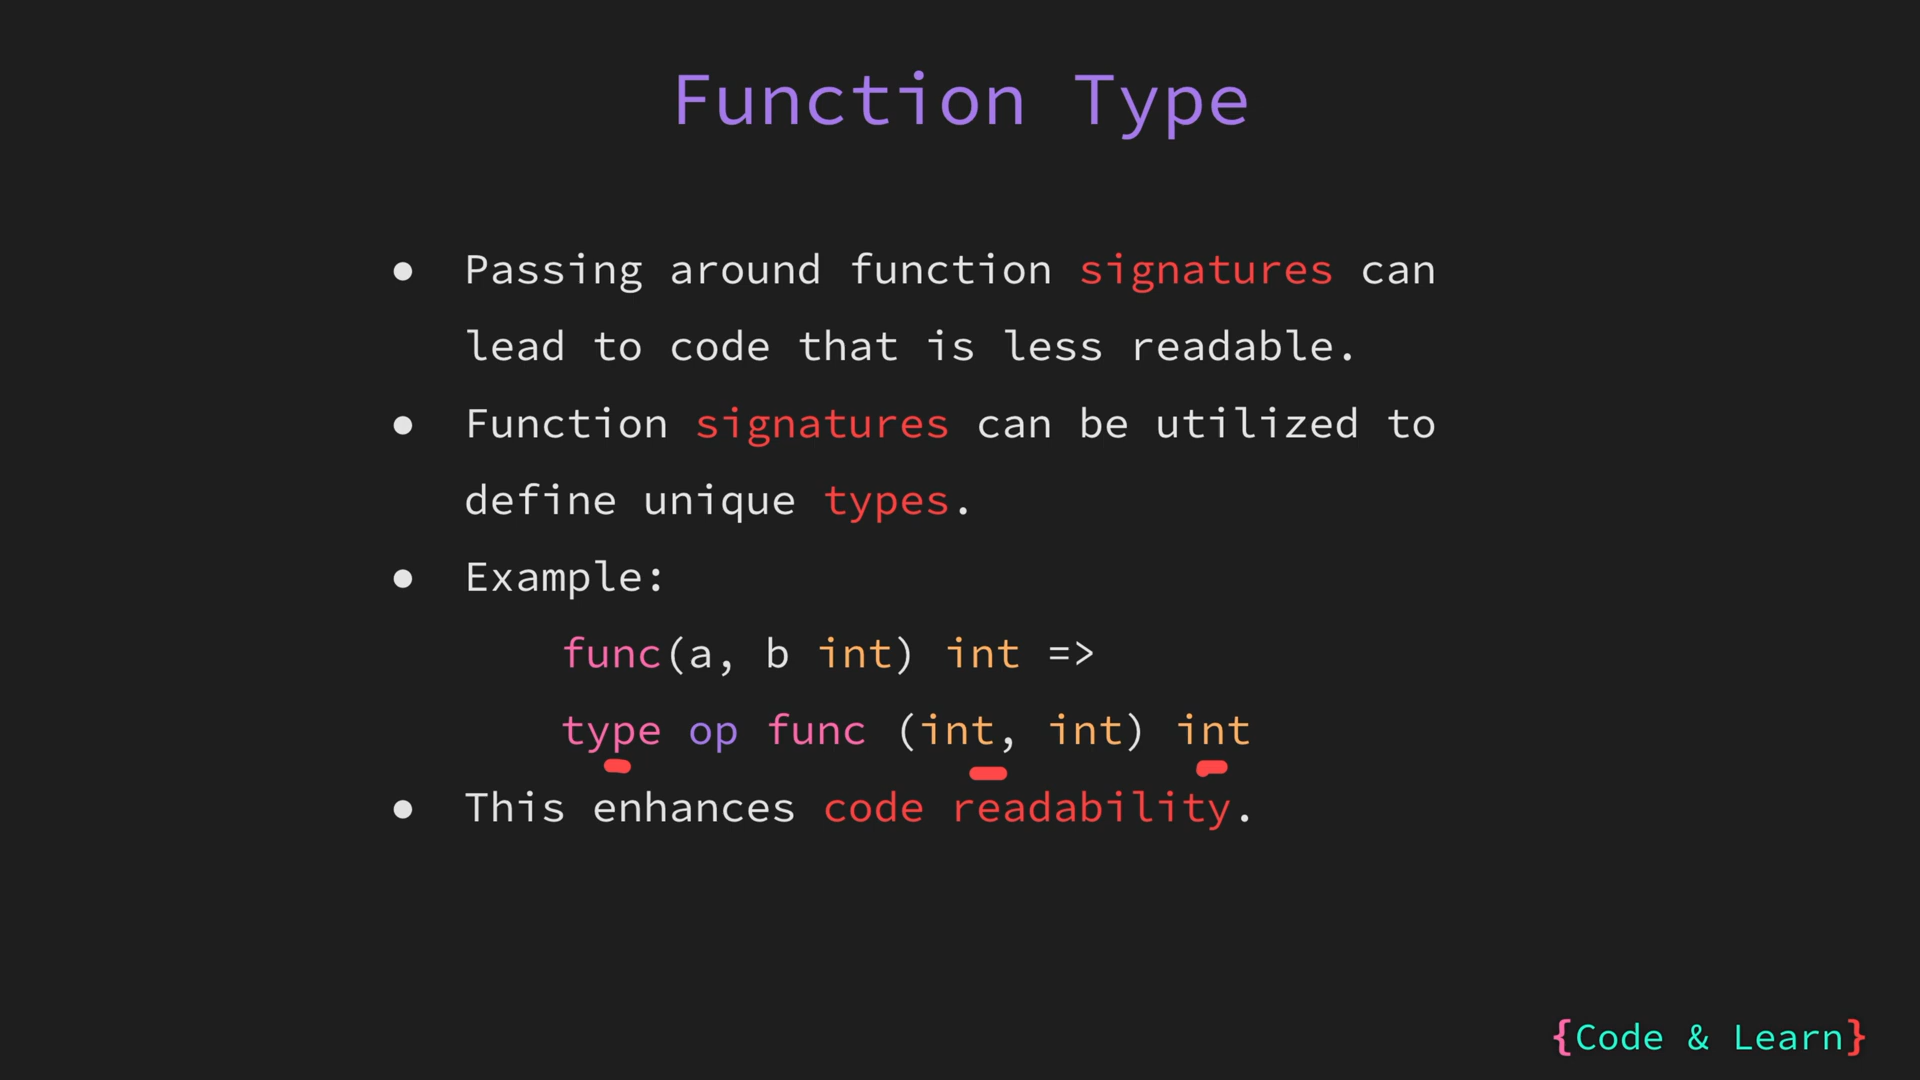 Function Type
● Passing around function signatures can
lead to code that is less readable.
● Function signatures can be utilized to
define unique types.
● Example:
func(a, b int) int =>
type op func (int, int) int
● This enhances code readability.
{Code & Learn}